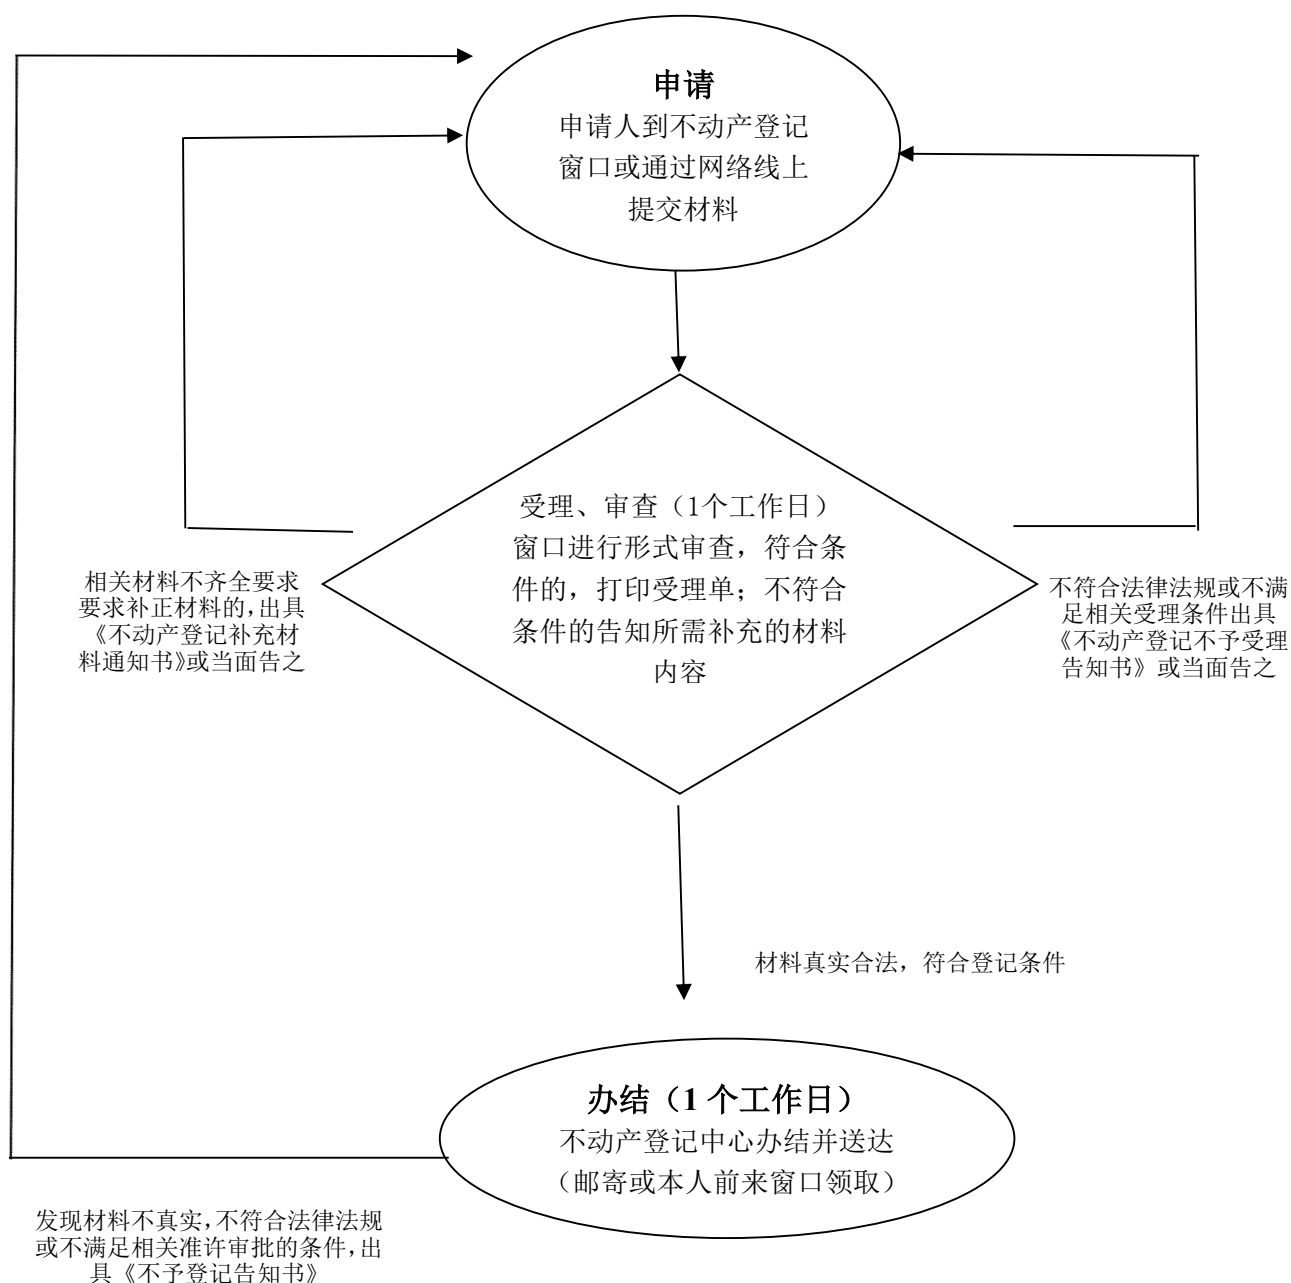 申请
申请人到不动产登记
窗口或通过网络线上
提交材料
受理、审查（1个工作日）
窗口进行形式审查，符合条
件的，打印受理单；不符合
条件的告知所需补充的材料
内容
相关材料不齐全要求
要求补正材料的，出具
《不动产登记补充材
料通知书》或当面告之
不符合法律法规或不满
足相关受理条件出具
《不动产登记不予受理
告知书》或当面告之
材料真实合法，符合登记条件
办结（1 个工作日）
不动产登记中心办结并送达
（邮寄或本人前来窗口领取）
发现材料不真实，不符合法律法规
或不满足相关准许审批的条件，出
具《不予登记告知书》